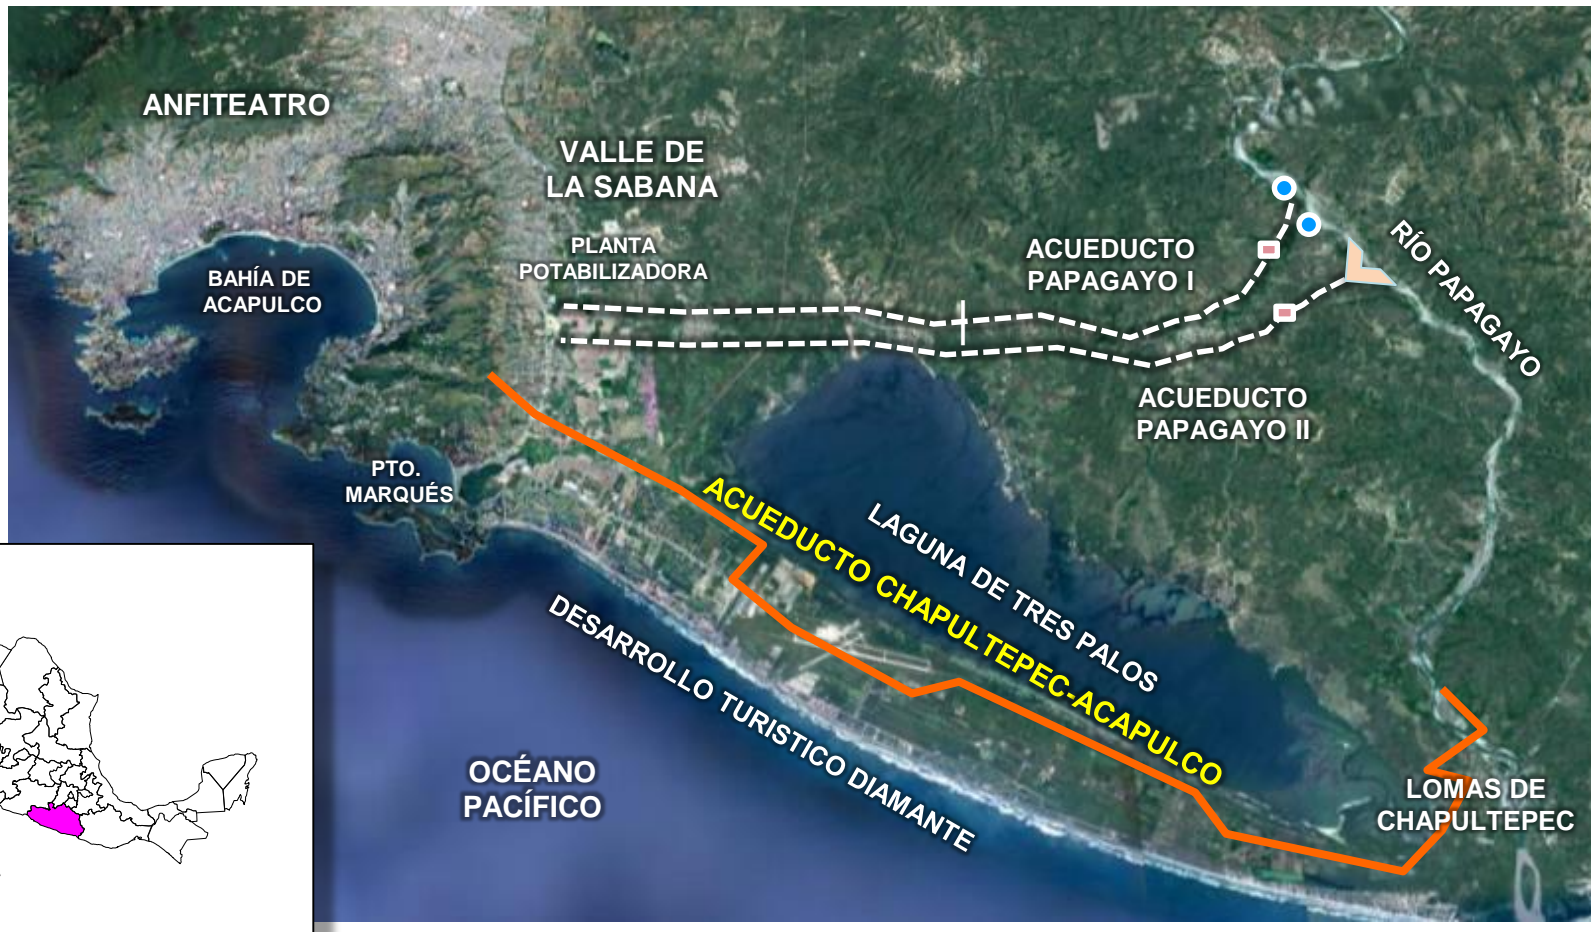 ANFITEATRO
VALLE DE
LA SABANA
PLANTA
POTABILIZADORA
BAHÍA DE
ACAPULCO
ACUEDUCTO
PAPAGAYO I
RÍO PAPAGAYO
ACUEDUCTO
PAPAGAYO II
PTO.
MARQUÉS
LAGUNA DE TRES PALOS
ACUEDUCTO CHAPULTEPEC-ACAPULCO
DESARROLLO TURISTICO DIAMANTE
OCÉANO
PACÍFICO
LOMAS DE
CHAPULTEPEC